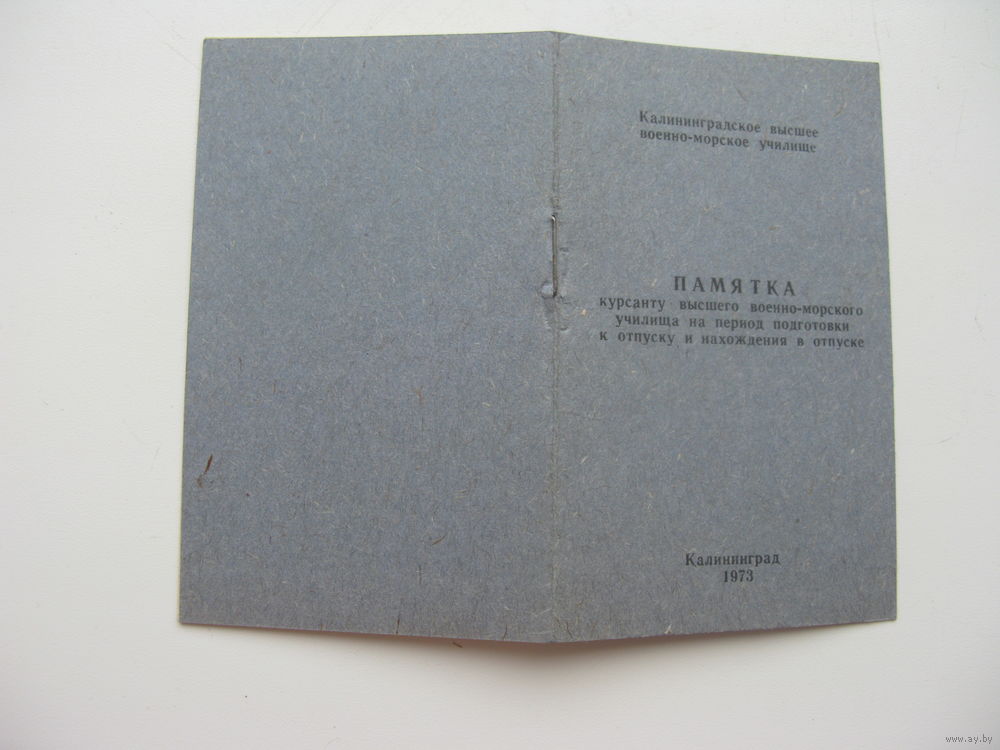 Калининградское высшее
военно-морское училище
ПАМЯТКА
курсанту высшего военно-морского
училища на период подготовки
к отпуску и нахождения в отпуске
Калининград
1973
www.ay.by